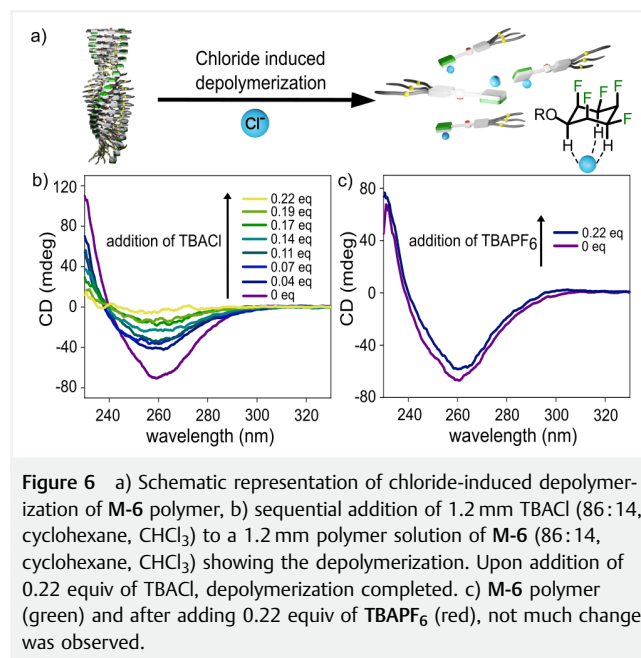 a)
Chloride induced
depolymerization
Cl⁻
F F F
F F
RO
H H H
b)
120
80
40
0
-40
-80
CD (mdeg)
addition of TBACl
0.22 eq
0.19 eq
0.17 eq
0.14 eq
0.11 eq
0.07 eq
0.04 eq
0 eq
240 260 280 300 320
wavelength (nm)
c)
80
40
0
-40
-80
CD (mdeg)
addition of TBAPF₆
0.22 eq
0 eq
240 260 280 300 320
wavelength (nm)
Figure 6 a) Schematic representation of chloride-induced depolymer-
ization of M-6 polymer, b) sequential addition of 1.2 mm TBACl (86:14,
cyclohexane, CHCl₃) to a 1.2 mm polymer solution of M-6 (86:14,
cyclohexane, CHCl₃) showing the depolymerization. Upon addition of
0.22 equiv of TBACl, depolymerization completed. c) M-6 polymer
(green) and after adding 0.22 equiv of TBAPF₆ (red), not much change
was observed.